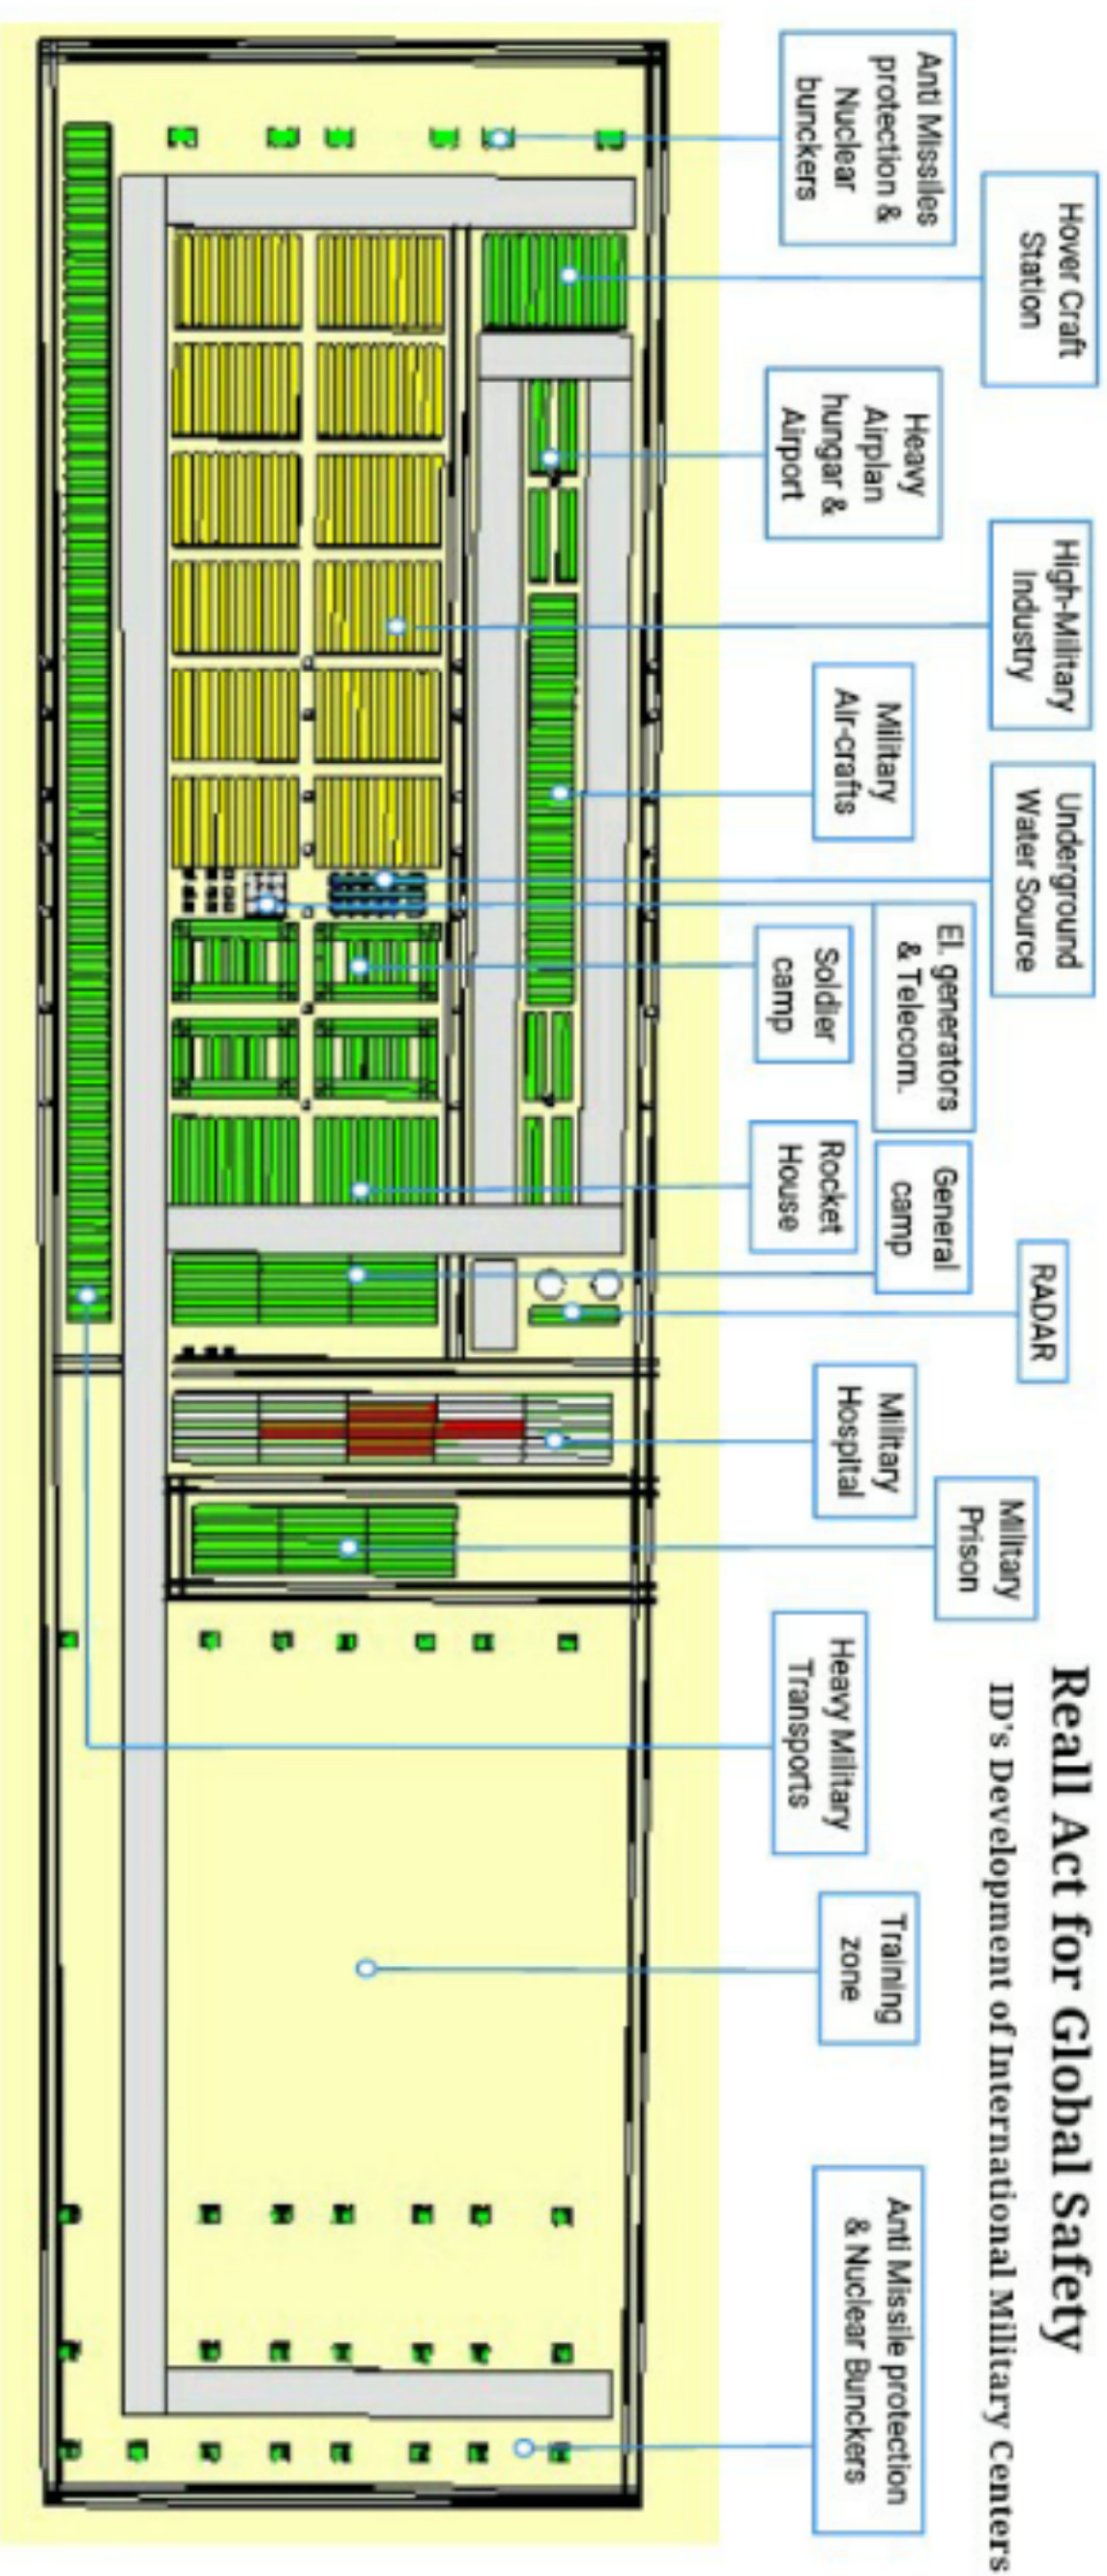 Reall Act for Global Safety
ID's Development of International Military Centers
Anti Missiles
protection &
Nuclear
bunckers
Hover Craft
Station
Heavy
Airplan
hungar &
Airport
High-Military
Industry
Military
Air-crafts
Underground
Water Source
El. generators
& Telecom.
Soldier
camp
Rocket
House
General
camp
RADAR
Military
Hospital
Military
Prison
Heavy Military
Transports
Training
zone
Anti Missile protection
& Nuclear Bunckers